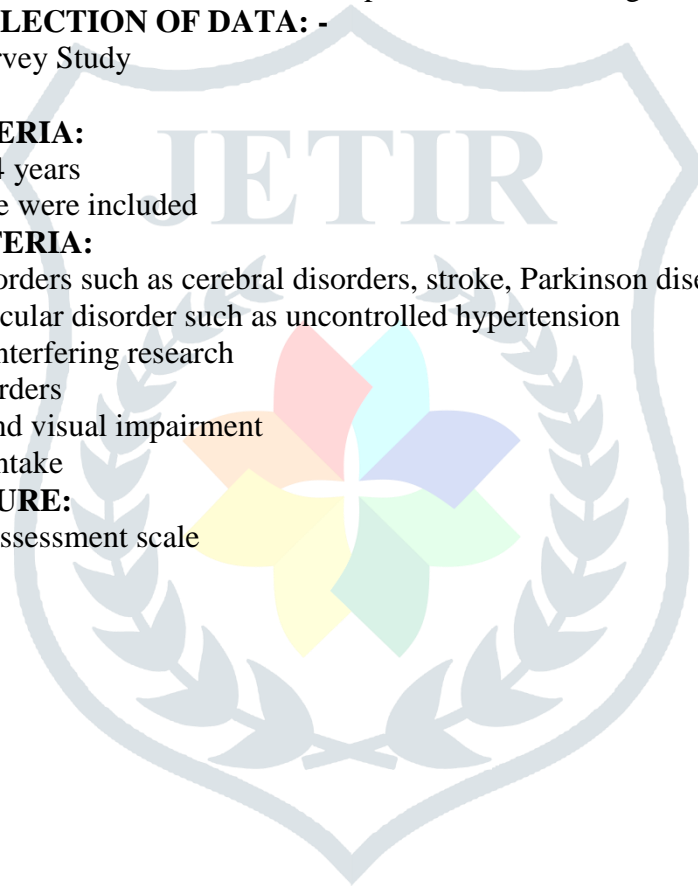 LECTION OF DATA: -
rvey Study
ERIA:
4 years
e were included
TERIA:
orders such as cerebral disorders, stroke, Parkinson dise
cular disorder such as uncontrolled hypertension
nterfering research
rders
nd visual impairment
ntake
URE:
ssessment scale
JETIR